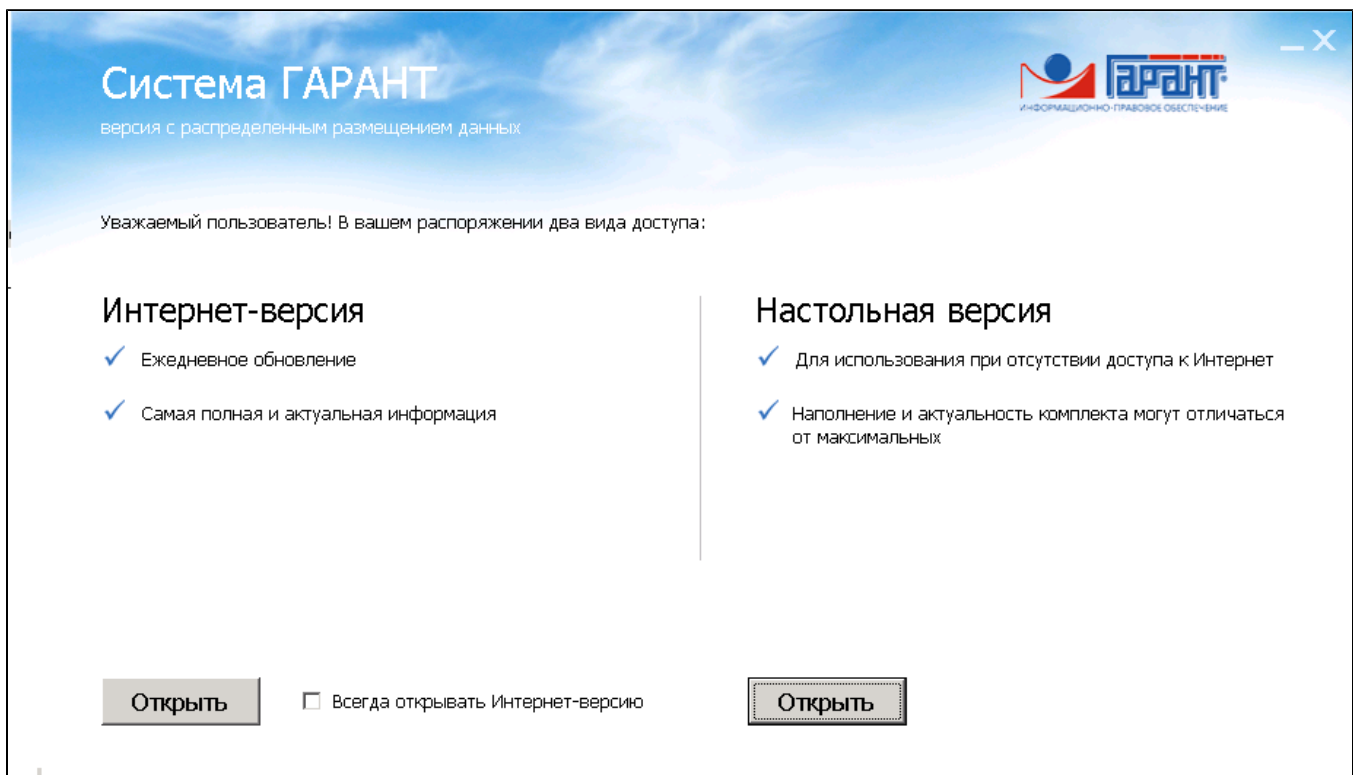 Система ГАРАНТ
версия с распределенным размещением данных
Гарант
ИНФОРМАЦИОННО-ПРАВОВОЕ ОБЕСПЕЧЕНИЕ
Уважаемый пользователь! В вашем распоряжении два вида доступа:
Интернет-версия
Ежедневное обновление
Самая полная и актуальная информация
Настольная версия
Для использования при отсутствии доступа к Интернет
Наполнение и актуальность комплекта могут отличаться
от максимальных
Открыть
Всегда открывать Интернет-версию
Открыть